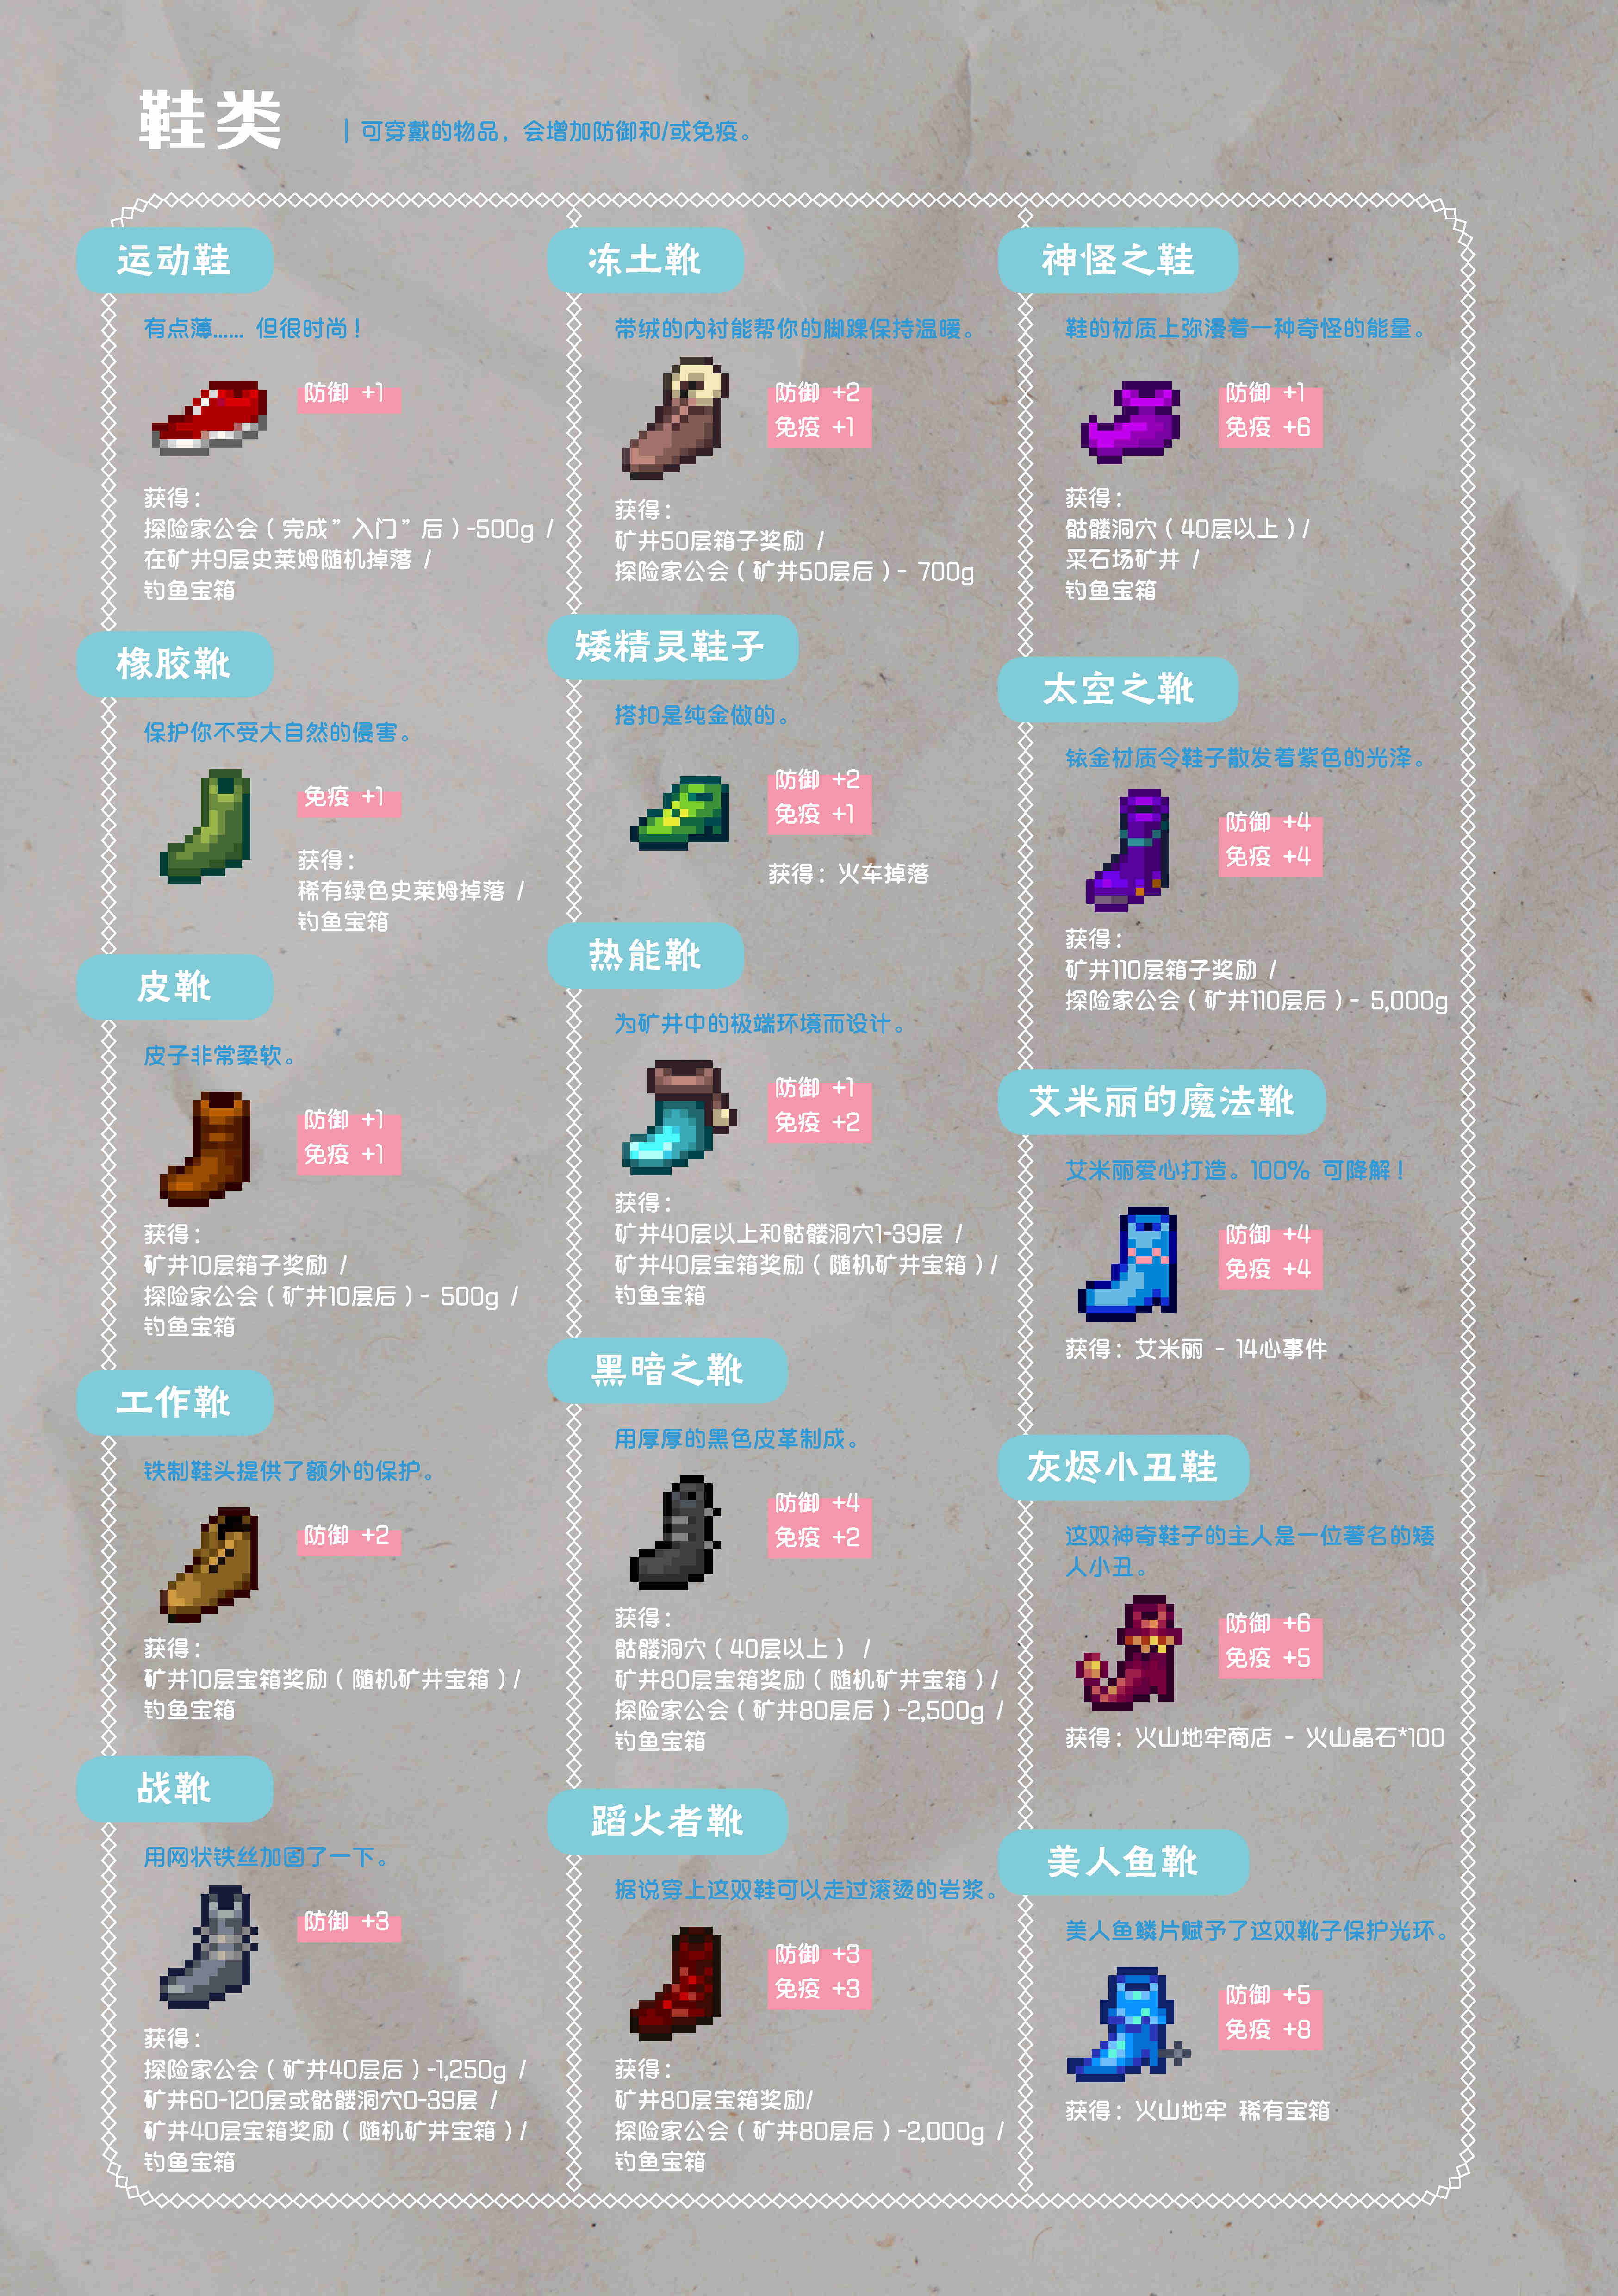 鞋类
| 可穿戴的物品，会增加防御和/或免疫。
运动鞋
有点薄…… 但很时尚！
防御 +1
获得：
探险家公会（完成”入门”后）-500g /
在矿井9层史莱姆随机掉落 /
钓鱼宝箱
橡胶靴
保护你不受大自然的侵害。
免疫 +1
获得：
稀有绿色史莱姆掉落 /
钓鱼宝箱
皮靴
皮子非常柔软。
防御 +1
免疫 +1
获得：
矿井10层箱子奖励 /
探险家公会（矿井10层后）- 500g /
钓鱼宝箱
工作靴
铁制鞋头提供了额外的保护。
防御 +2
获得：
矿井10层宝箱奖励（随机矿井宝箱）/
钓鱼宝箱
战靴
用网状铁丝加固了一下。
防御 +3
获得：
探险家公会（矿井40层后）-1,250g /
矿井60-120层或骷髅洞穴0-39层 /
矿井40层宝箱奖励（随机矿井宝箱）/
钓鱼宝箱
冻土靴
带绒的内衬能帮你的脚踝保持温暖。
防御 +2
免疫 +1
获得：
矿井50层箱子奖励 /
探险家公会（矿井50层后）- 700g
矮精灵鞋子
搭扣是纯金做的。
防御 +2
免疫 +1
获得：火车掉落
热能靴
为矿井中的极端环境而设计。
防御 +1
免疫 +2
获得：
矿井40层以上和骷髅洞穴1-39层 /
矿井40层宝箱奖励（随机矿井宝箱）/
钓鱼宝箱
黑暗之靴
用厚厚的黑色皮革制成。
防御 +4
免疫 +2
获得：
骷髅洞穴（40层以上） /
矿井80层宝箱奖励（随机矿井宝箱）/
探险家公会（矿井80层后）-2,500g /
钓鱼宝箱
蹈火者靴
据说穿上这双鞋可以走过滚烫的岩浆。
防御 +3
免疫 +3
获得：
矿井80层宝箱奖励/
探险家公会（矿井80层后）-2,000g /
钓鱼宝箱
神怪之鞋
鞋的材质上弥漫着一种奇怪的能量。
防御 +1
免疫 +6
获得：
骷髅洞穴（40层以上）/
采石场矿井 /
钓鱼宝箱
太空之靴
铱金材质令鞋子散发着紫色的光泽。
防御 +4
免疫 +4
获得：
矿井110层箱子奖励 /
探险家公会（矿井110层后）- 5,000g
艾米丽的魔法靴
艾米丽爱心打造。100% 可降解！
防御 +4
免疫 +4
获得：艾米丽 - 14心事件
灰烬小丑鞋
这双神奇鞋子的主人是一位著名的矮
人小丑。
防御 +6
免疫 +5
获得：火山地牢商店 - 火山晶石*100
美人鱼靴
美人鱼鳞片赋予了这双靴子保护光环。
防御 +5
免疫 +8
获得：火山地牢 稀有宝箱